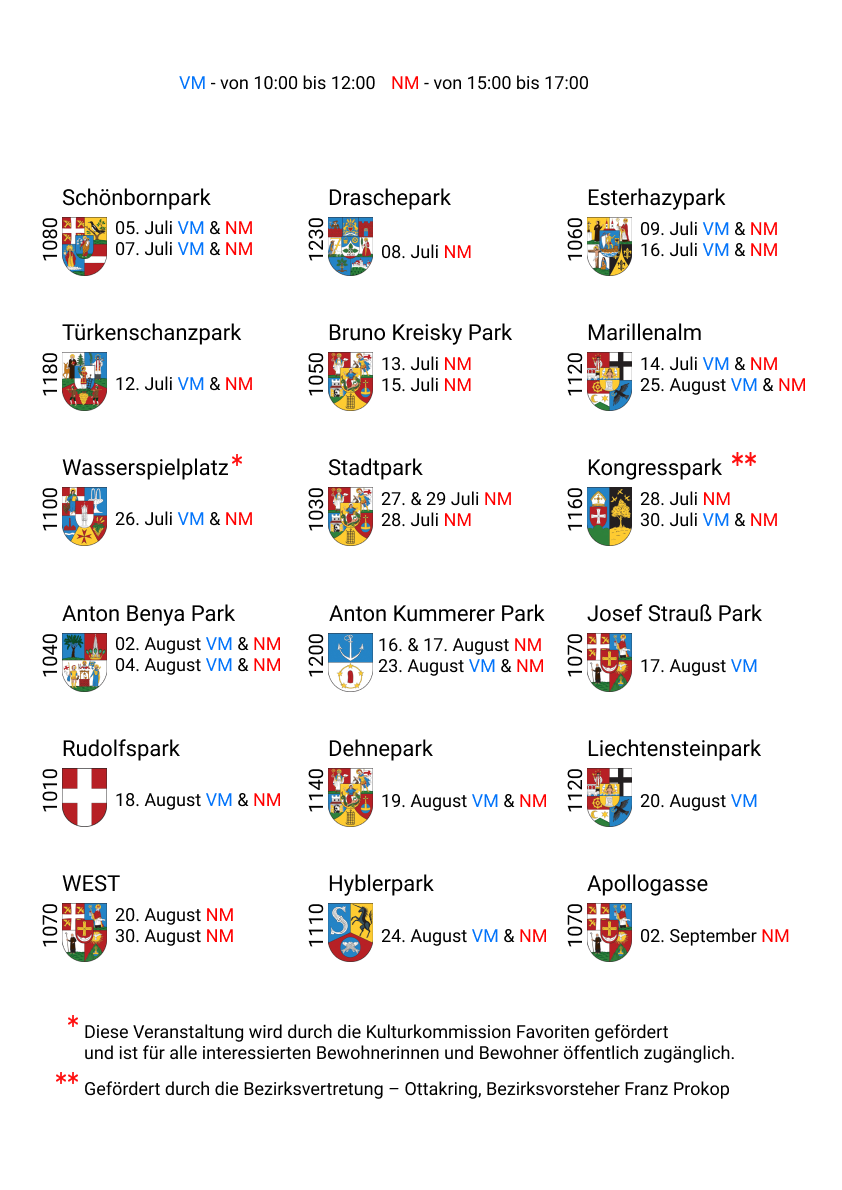 VM - von 10:00 bis 12:00 NM - von 15:00 bis 17:00
Schönbornpark
1080
05. Juli VM & NM
07. Juli VM & NM
Draschepark
1230
08. Juli NM
Esterhazypark
1060
09. Juli VM & NM
16. Juli VM & NM
Türkenschanzpark
1180
12. Juli VM & NM
Bruno Kreisky Park
1050
13. Juli NM
15. Juli NM
Marillenalm
1120
14. Juli VM & NM
25. August VM & NM
Wasserspielplatz*
1100
26. Juli VM & NM
Stadtpark
1030
27. & 29 Juli NM
28. Juli NM
Kongresspark **
1160
28. Juli NM
30. Juli VM & NM
Anton Benya Park
1040
02. August VM & NM
04. August VM & NM
Anton Kummerer Park
1200
16. & 17. August NM
23. August VM & NM
Josef Strauß Park
1070
17. August VM
Rudolfspark
1010
18. August VM & NM
Dehnepark
1140
19. August VM & NM
Liechtensteinpark
1120
20. August VM
WEST
1070
20. August NM
30. August NM
Hyblerpark
1110
24. August VM & NM
Apollogasse
1070
02. September NM
* Diese Veranstaltung wird durch die Kulturkommission Favoriten gefördert
und ist für alle interessierten Bewohnerinnen und Bewohner öffentlich zugänglich.
** Gefördert durch die Bezirksvertretung – Ottakring, Bezirksvorsteher Franz Prokop